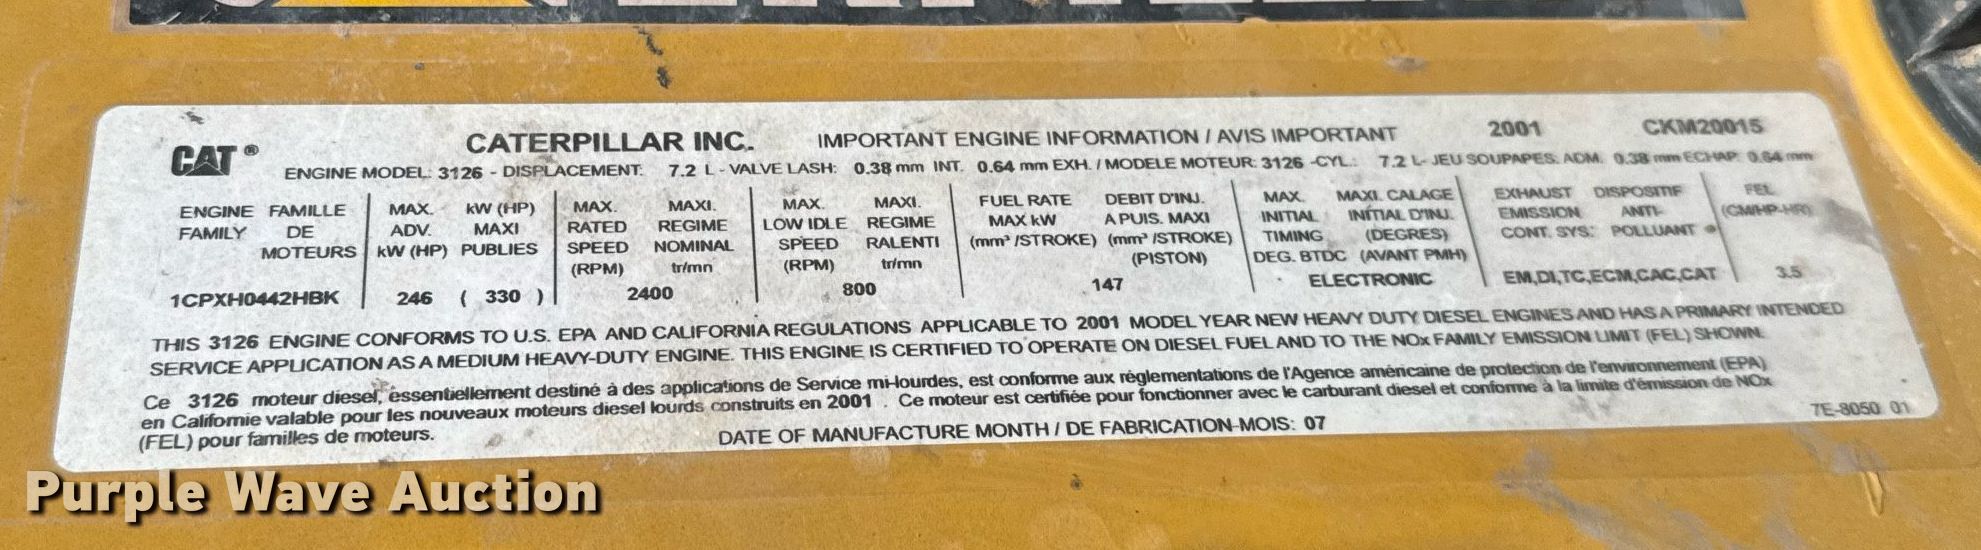 CAT® CATERPILLAR INC. IMPORTANT ENGINE INFORMATION / AVIS IMPORTANT 2001 CKM20015
ENGINE MODEL: 3126 - DISPLACEMENT: 7.2 L - VALVE LASH: 0.38 mm INT. 0.64 mm EXH. / MODELE MOTEUR: 3126 -CYL.: 7.2 L- JEU SOUPAPES: ADM. 0.38 mm ECHAP: 0.64 mm
ENGINE FAMILLE MAX. kW (HP) MAX. MAXI. MAX. MAXI. FUEL RATE DEBIT D'INJ. MAX. MAXI. CALAGE EXHAUST DISPOSITIF FEL
FAMILY DE ADV. MAXI RATED REGIME LOW IDLE REGIME MAX kW A PUIS. MAXI INITIAL INITIAL D'INJ. EMISSION ANTI- (GM/HP-HR)
MOTEURS kW (HP) PUBLIES SPEED NOMINAL SPEED RALENTI (mm³ /STROKE) (mm³ /STROKE) TIMING (DEGRES) CONT. SYS: POLLUANT
(RPM) tr/mn (RPM) tr/mn (PISTON) DEG. BTDC (AVANT PMH)
1CPXH0442HBK 246 ( 330 ) 2400 800 147 ELECTRONIC EM,DI,TC,ECM,CAC,CAT 3.5
THIS 3126 ENGINE CONFORMS TO U.S. EPA AND CALIFORNIA REGULATIONS APPLICABLE TO 2001 MODEL YEAR NEW HEAVY DUTY DIESEL ENGINES AND HAS A PRIMARY INTENDED
SERVICE APPLICATION AS A MEDIUM HEAVY-DUTY ENGINE. THIS ENGINE IS CERTIFIED TO OPERATE ON DIESEL FUEL AND TO THE NOx FAMILY EMISSION LIMIT (FEL) SHOWN.
Ce 3126 moteur diesel, essentiellement destiné à des applications de Service mi-lourdes, est conforme aux réglementations de l'Agence américaine de protection de l'environnement (EPA)
en Californie valable pour les nouveaux moteurs diesel lourds construits en 2001 . Ce moteur est certifiée pour fonctionner avec le carburant diesel et conforme à la limite d'émission de NOx
(FEL) pour familles de moteurs. DATE OF MANUFACTURE MONTH / DE FABRICATION-MOIS: 07 7E-8050 01
Purple Wave Auction